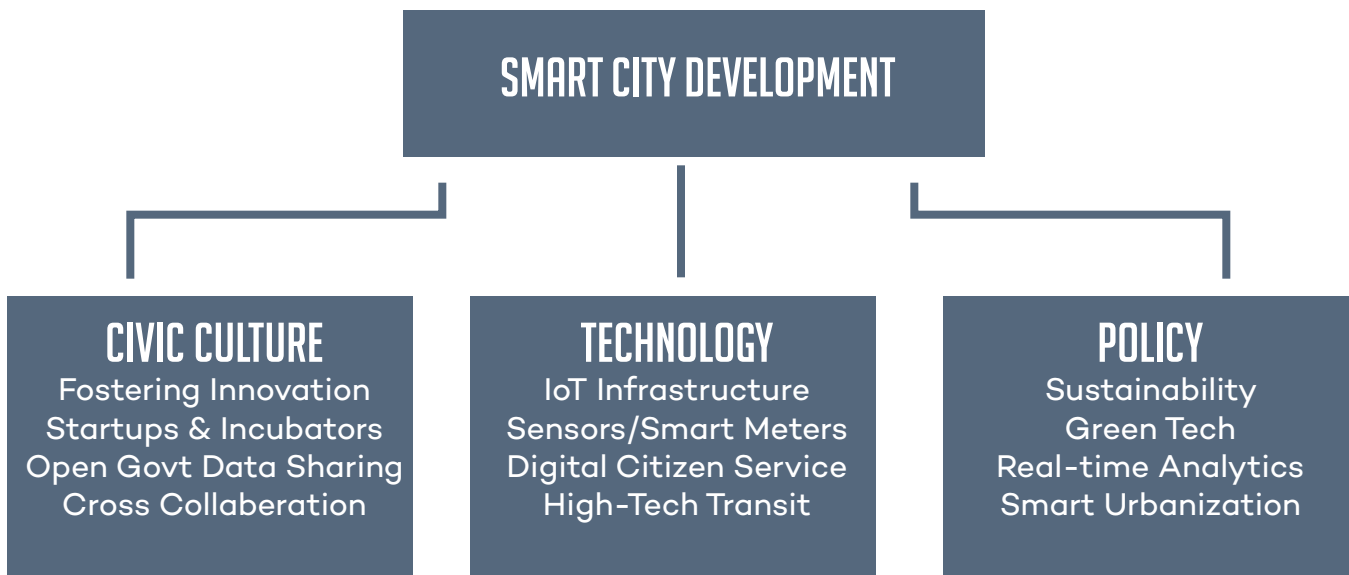 SMART CITY DEVELOPMENT
CIVIC CULTURE
Fostering Innovation
Startups & Incubators
Open Govt Data Sharing
Cross Collaberation
TECHNOLOGY
IoT Infrastructure
Sensors/Smart Meters
Digital Citizen Service
High-Tech Transit
POLICY
Sustainability
Green Tech
Real-time Analytics
Smart Urbanization